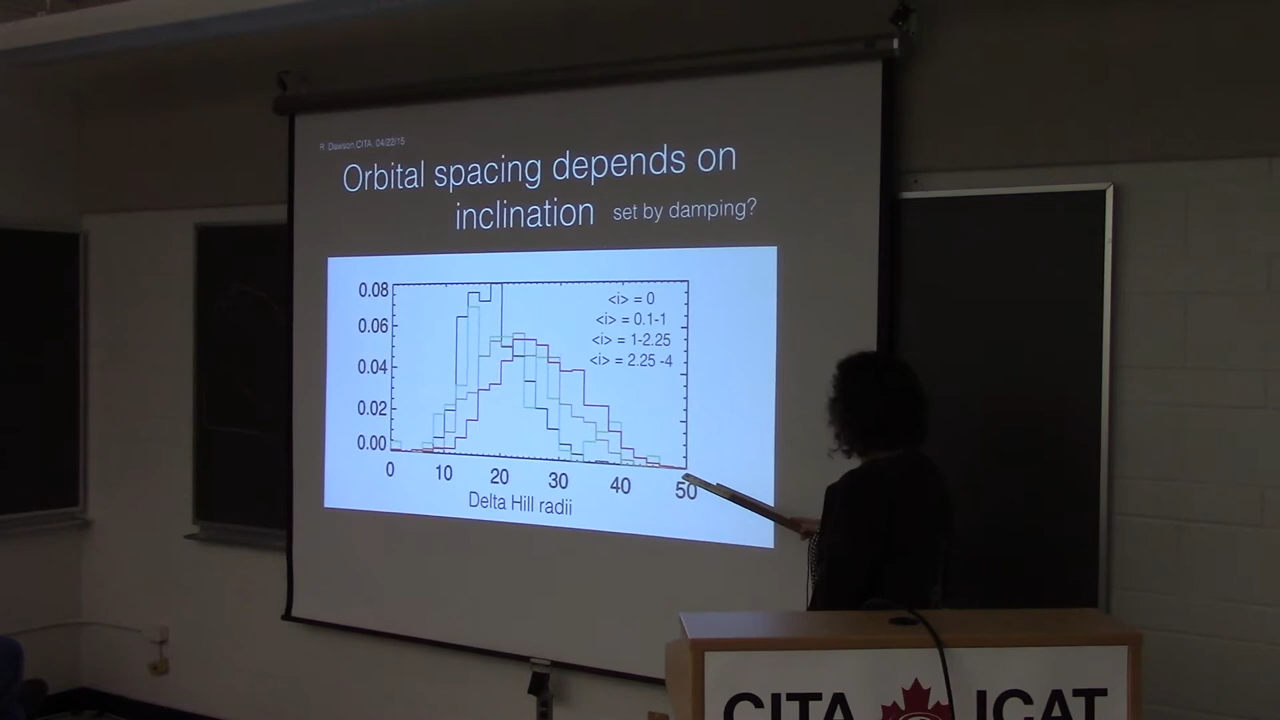 R. Dawson CITA 04/22/15
Orbital spacing depends on
inclination set by damping?
0.08
0.06
0.04
0.02
0.00
<i> = 0
<i> = 0.1-1
<i> = 1-2.25
<i> = 2.25 -4
0 10 20 30 40 50
Delta Hill radii
CITA ICAT